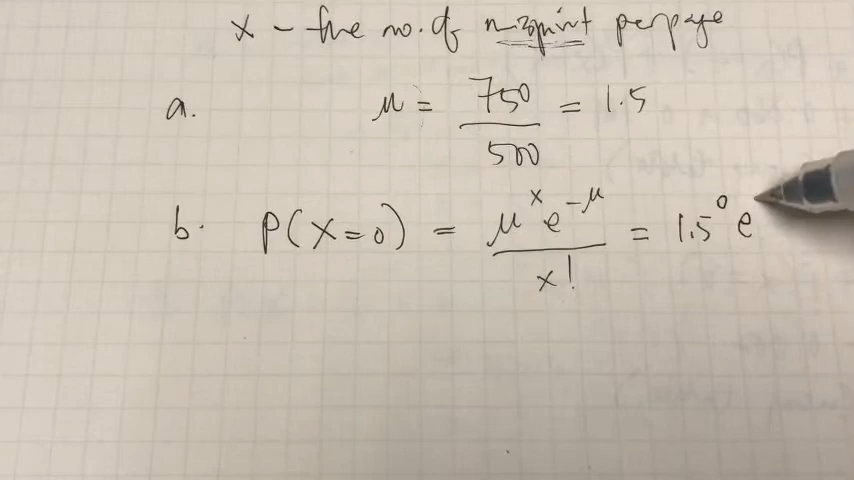 x - the no. of misprint per page
a. μ = 750/500 = 1.5
b. P(X=0) = μ^x e^-μ / x! = 1.5^0 e